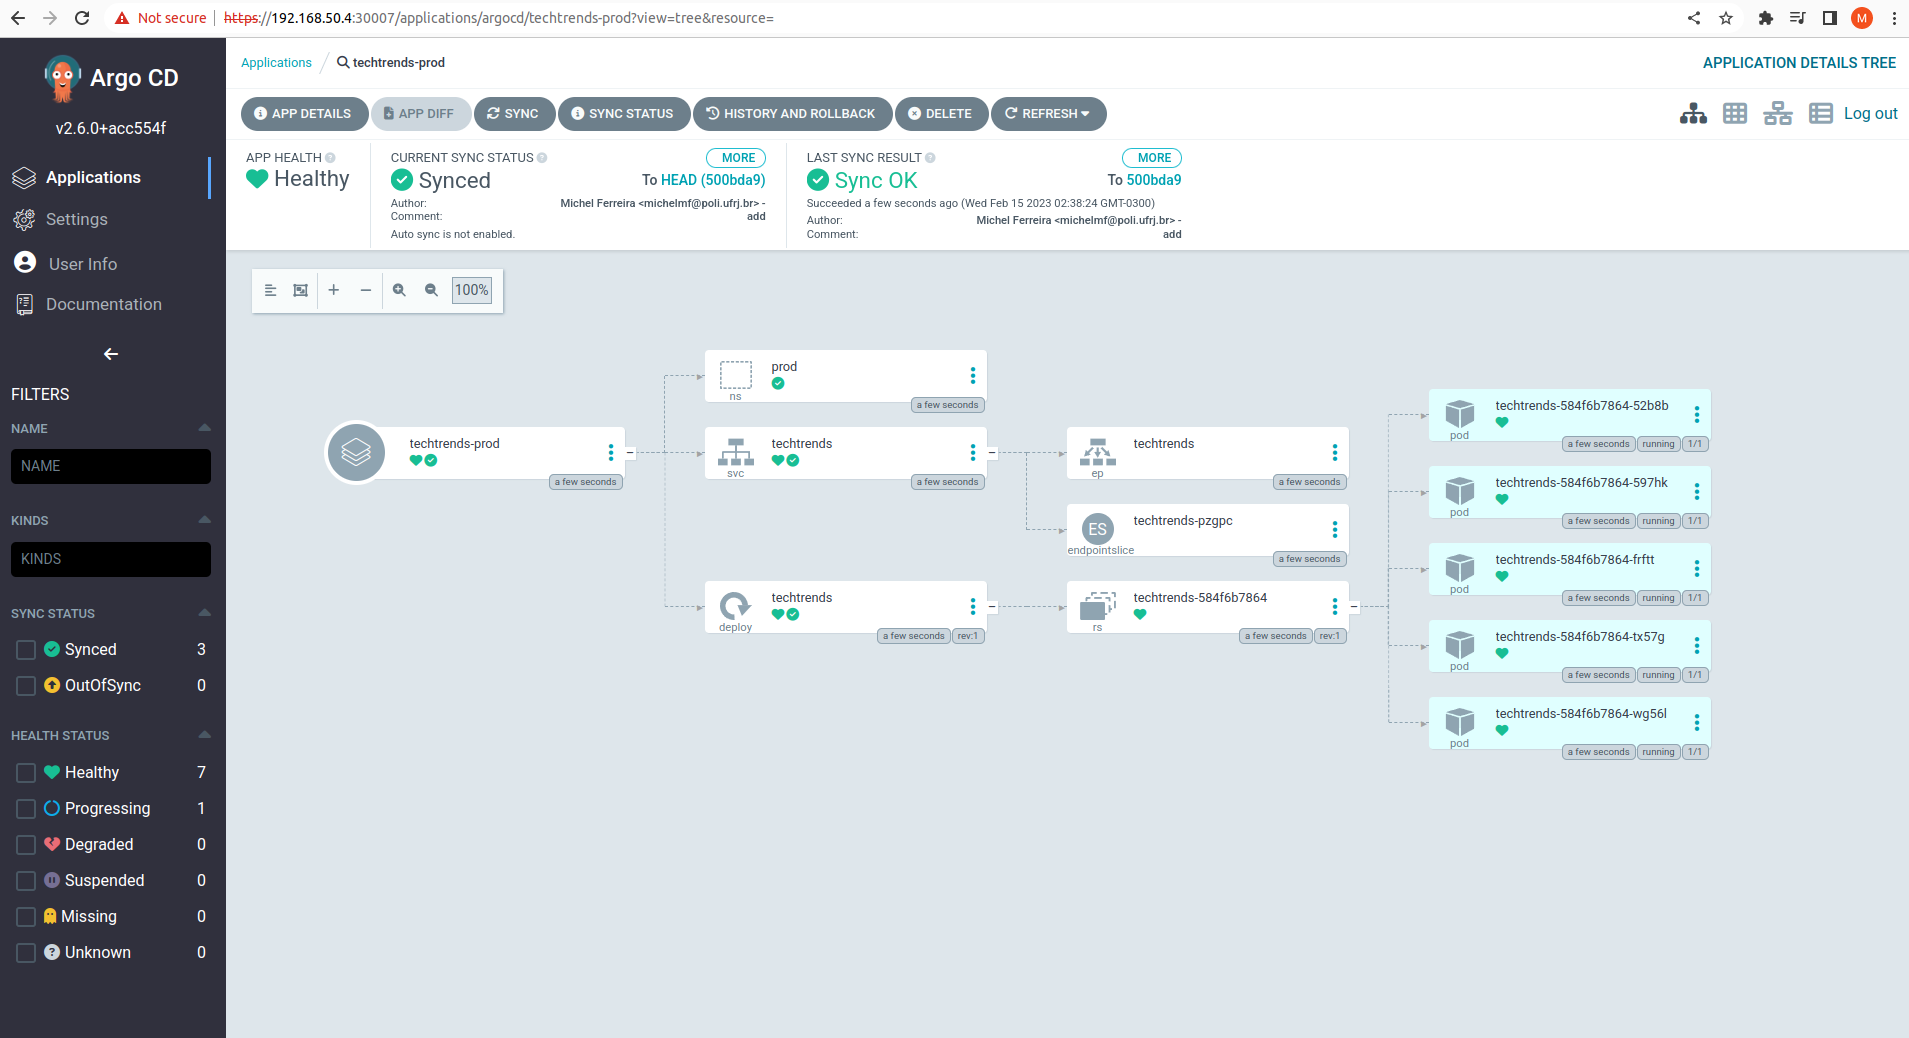 Not secure https://192.168.50.4:30007/applications/argocd/techtrends-prod?view=tree&resource=
M
Argo CD
v2.6.0+acc554f
Applications
Settings
User Info
Documentation
FILTERS
NAME
NAME
KINDS
KINDS
SYNC STATUS
Synced 3
OutOfSync 0
HEALTH STATUS
Healthy 7
Progressing 1
Degraded 0
Suspended 0
Missing 0
Unknown 0
Applications / techtrends-prod
APPLICATION DETAILS TREE
APP DETAILS APP DIFF SYNC SYNC STATUS HISTORY AND ROLLBACK DELETE REFRESH
Log out
APP HEALTH
Healthy
CURRENT SYNC STATUS MORE
Synced To HEAD (500bda9)
Author: Michel Ferreira <michelmf@poli.ufrj.br> -
Comment: add
Auto sync is not enabled.
LAST SYNC RESULT MORE
Sync OK To 500bda9
Succeeded a few seconds ago (Wed Feb 15 2023 02:38:24 GMT-0300)
Author: Michel Ferreira <michelmf@poli.ufrj.br> -
Comment: add
100%
techtrends-prod
a few seconds
prod
ns
a few seconds
techtrends
svc
a few seconds
techtrends
deploy
a few seconds rev:1
techtrends
ep
a few seconds
ES
techtrends-pzgpc
endpointslice
a few seconds
techtrends-584f6b7864
rs
a few seconds rev:1
techtrends-584f6b7864-52b8b
pod
a few seconds running 1/1
techtrends-584f6b7864-597hk
pod
a few seconds running 1/1
techtrends-584f6b7864-frftt
pod
a few seconds running 1/1
techtrends-584f6b7864-tx57g
pod
a few seconds running 1/1
techtrends-584f6b7864-wg56l
pod
a few seconds running 1/1